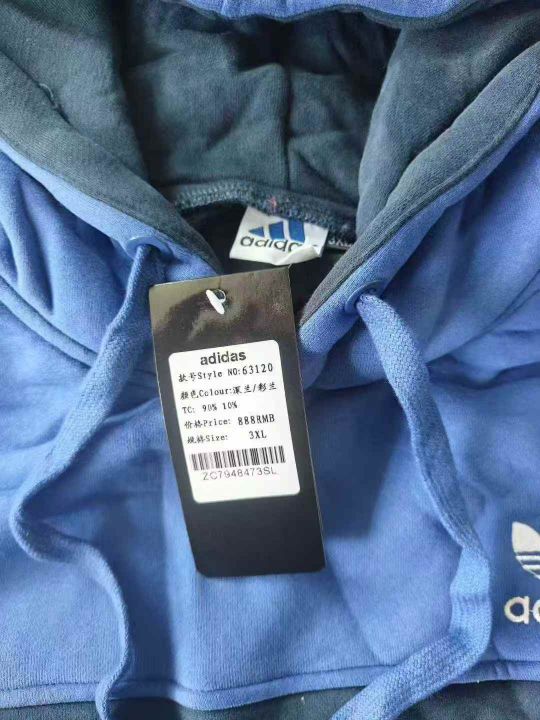 adidas
adidas
款号Style NO:63120
颜色Colour:深兰/彩兰
TC: 90% 10%
价格Price: 888RMB
规格Size: 3XL
ZC7948473SL
ad